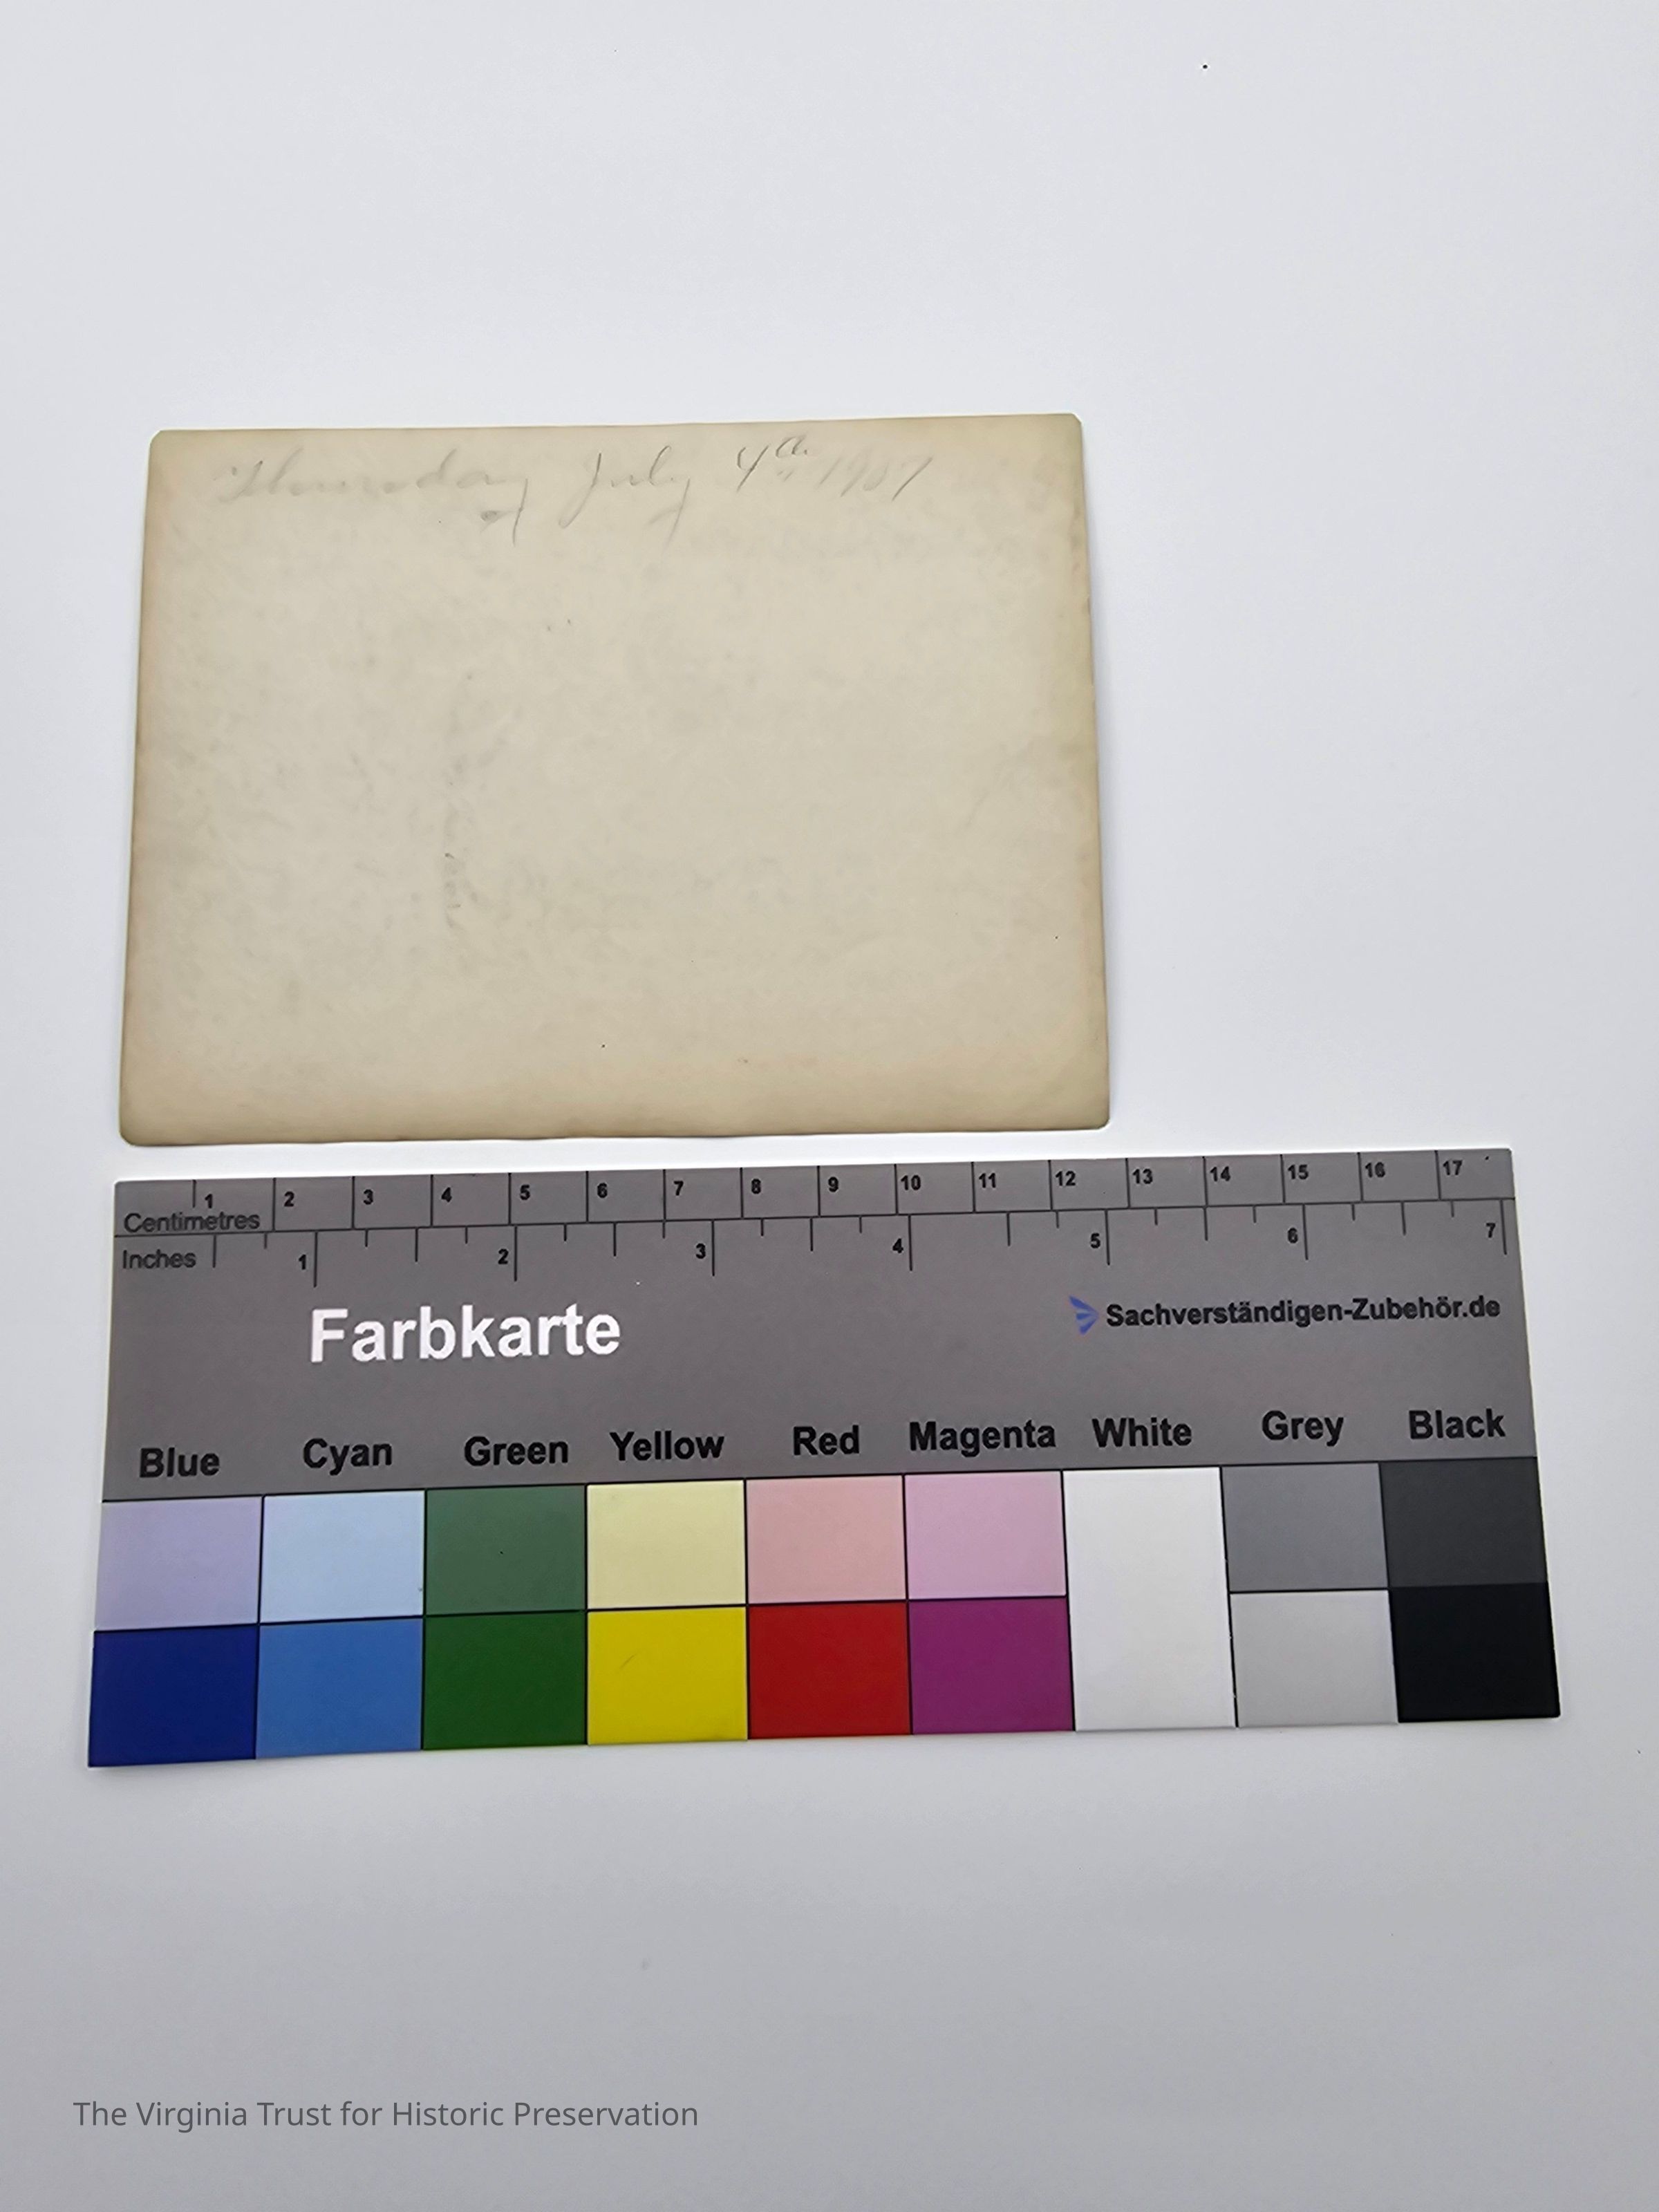 Thursday July 4th 1907
1 2 3 4 5 6 7 8 9 10 11 12 13 14 15 16 17
Centimetres
Inches 1 2 3 4 5 6 7
Farbkarte
Sachverständigen-Zubehör.de
Blue Cyan Green Yellow Red Magenta White Grey Black
The Virginia Trust for Historic Preservation